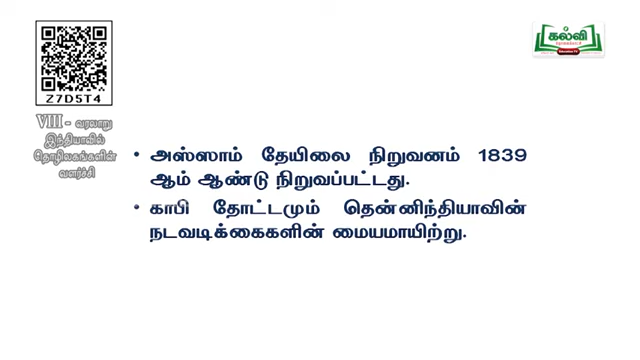 Z7D5T4
VIII - வரலாறு
இந்தியாவில்
தொழிலகங்களின்
வளர்ச்சி
கல்வி
• அஸ்ஸாம் தேயிலை நிறுவனம் 1839
ஆம் ஆண்டு நிறுவப்பட்டது.
• காபி தோட்டமும் தென்னிந்தியாவின்
நடவடிக்கைகளின் மையமாயிற்று.